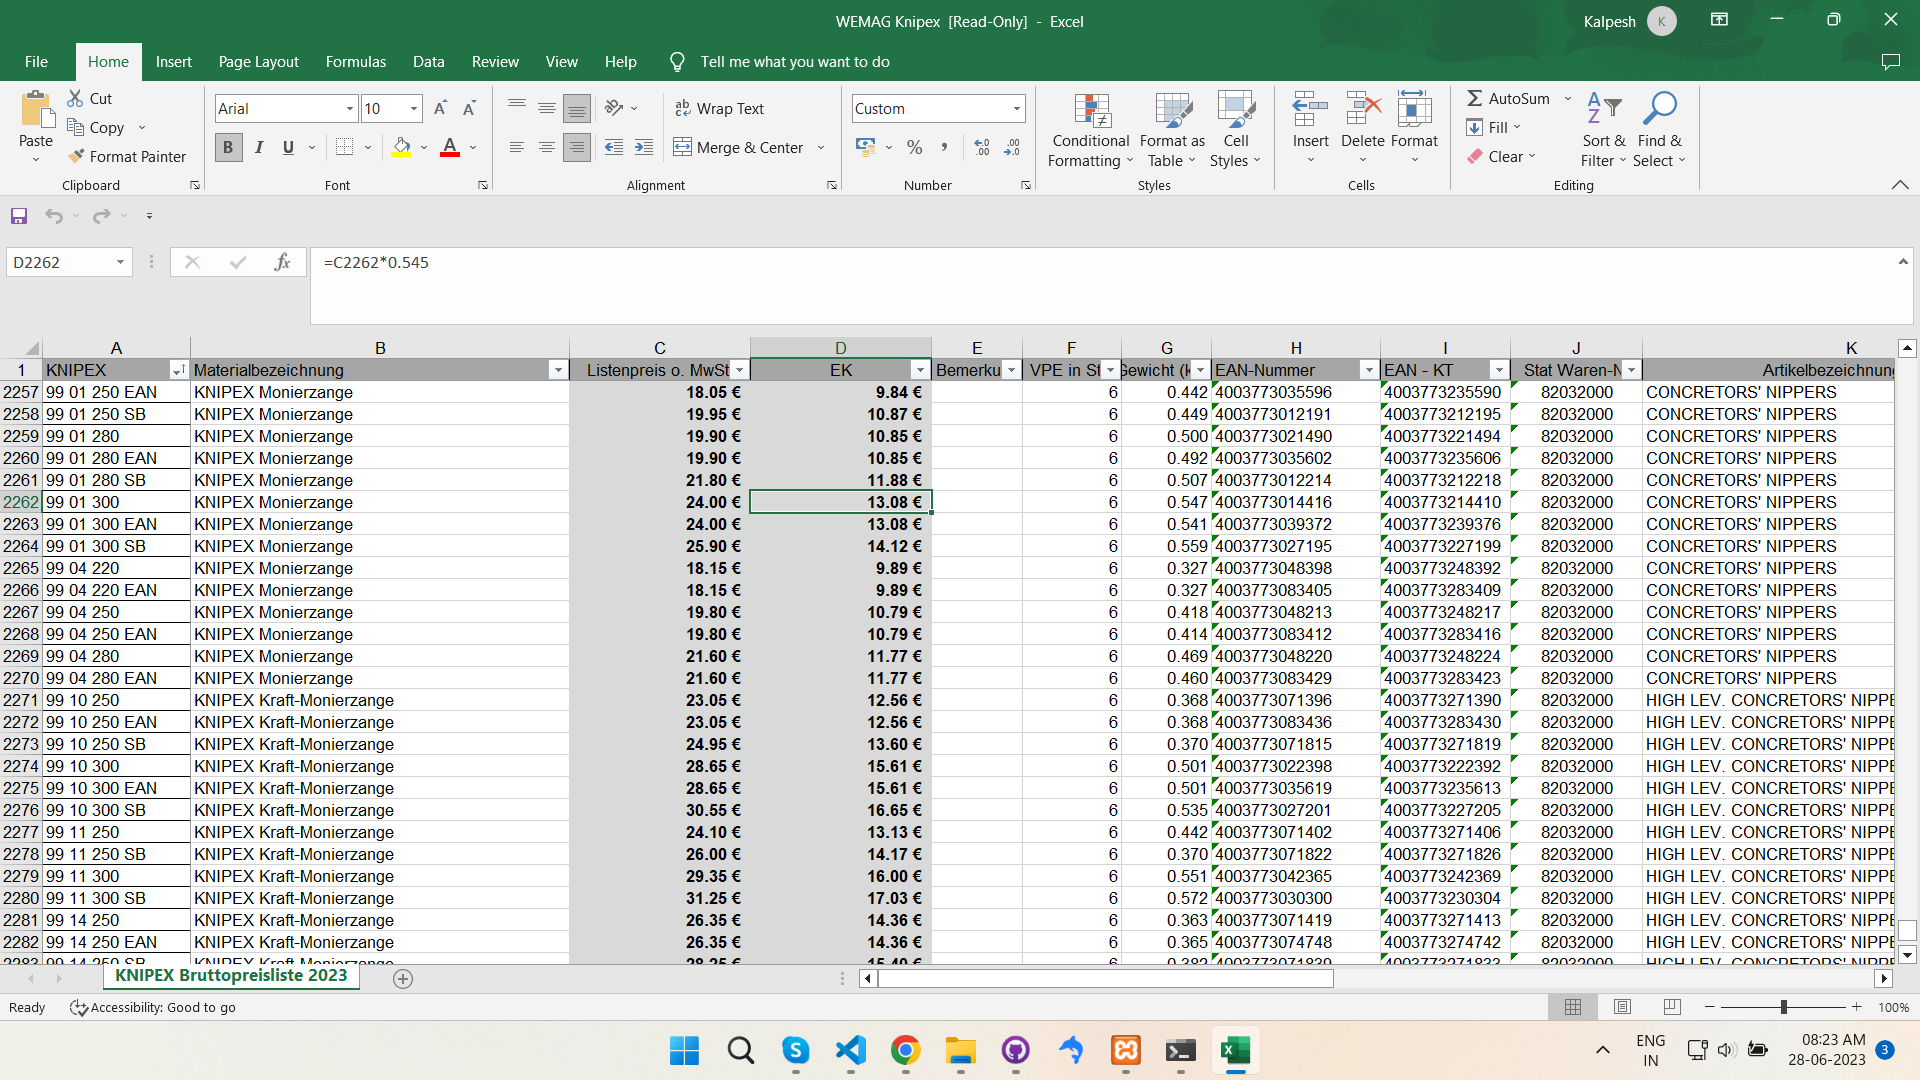 WEMAG Knipex [Read-Only] - Excel
Kalpesh K
File Home Insert Page Layout Formulas Data Review View Help Tell me what you want to do
Paste Cut Copy Format Painter Clipboard
Arial 10 B I U A Font
Wrap Text Merge & Center Alignment
Custom % , Number
Conditional Formatting Format as Table Cell Styles Styles
Insert Delete Format Cells
AutoSum Fill Clear Sort & Filter Find & Select Editing
D2262 fx =C2262*0.545
A B C D E F G H I J K
1 KNIPEX Materialbezeichnung Listenpreis o. MwSt EK Bemerku VPE in St Gewicht (k EAN-Nummer EAN - KT Stat Waren-N Artikelbezeichnung
2257 99 01 250 EAN KNIPEX Monierzange 18.05 € 9.84 € 6 0.442 4003773035596 4003773235590 82032000 CONCRETORS' NIPPERS
2258 99 01 250 SB KNIPEX Monierzange 19.95 € 10.87 € 6 0.449 4003773012191 4003773212195 82032000 CONCRETORS' NIPPERS
2259 99 01 280 KNIPEX Monierzange 19.90 € 10.85 € 6 0.500 4003773021490 4003773221494 82032000 CONCRETORS' NIPPERS
2260 99 01 280 EAN KNIPEX Monierzange 19.90 € 10.85 € 6 0.492 4003773035602 4003773235606 82032000 CONCRETORS' NIPPERS
2261 99 01 280 SB KNIPEX Monierzange 21.80 € 11.88 € 6 0.507 4003773012214 4003773212218 82032000 CONCRETORS' NIPPERS
2262 99 01 300 KNIPEX Monierzange 24.00 € 13.08 € 6 0.547 4003773014416 4003773214410 82032000 CONCRETORS' NIPPERS
2263 99 01 300 EAN KNIPEX Monierzange 24.00 € 13.08 € 6 0.541 4003773039372 4003773239376 82032000 CONCRETORS' NIPPERS
2264 99 01 300 SB KNIPEX Monierzange 25.90 € 14.12 € 6 0.559 4003773027195 4003773227199 82032000 CONCRETORS' NIPPERS
2265 99 04 220 KNIPEX Monierzange 18.15 € 9.89 € 6 0.327 4003773048398 4003773248392 82032000 CONCRETORS' NIPPERS
2266 99 04 220 EAN KNIPEX Monierzange 18.15 € 9.89 € 6 0.327 4003773083405 4003773283409 82032000 CONCRETORS' NIPPERS
2267 99 04 250 KNIPEX Monierzange 19.80 € 10.79 € 6 0.418 4003773048213 4003773248217 82032000 CONCRETORS' NIPPERS
2268 99 04 250 EAN KNIPEX Monierzange 19.80 € 10.79 € 6 0.414 4003773083412 4003773283416 82032000 CONCRETORS' NIPPERS
2269 99 04 280 KNIPEX Monierzange 21.60 € 11.77 € 6 0.469 4003773048220 4003773248224 82032000 CONCRETORS' NIPPERS
2270 99 04 280 EAN KNIPEX Monierzange 21.60 € 11.77 € 6 0.460 4003773083429 4003773283423 82032000 CONCRETORS' NIPPERS
2271 99 10 250 KNIPEX Kraft-Monierzange 23.05 € 12.56 € 6 0.368 4003773071396 4003773271390 82032000 HIGH LEV. CONCRETORS' NIPPE
2272 99 10 250 EAN KNIPEX Kraft-Monierzange 23.05 € 12.56 € 6 0.368 4003773083436 4003773283430 82032000 HIGH LEV. CONCRETORS' NIPPE
2273 99 10 250 SB KNIPEX Kraft-Monierzange 24.95 € 13.60 € 6 0.370 4003773071815 4003773271819 82032000 HIGH LEV. CONCRETORS' NIPPE
2274 99 10 300 KNIPEX Kraft-Monierzange 28.65 € 15.61 € 6 0.501 4003773022398 4003773222392 82032000 HIGH LEV. CONCRETORS' NIPPE
2275 99 10 300 EAN KNIPEX Kraft-Monierzange 28.65 € 15.61 € 6 0.501 4003773035619 4003773235613 82032000 HIGH LEV. CONCRETORS' NIPPE
2276 99 10 300 SB KNIPEX Kraft-Monierzange 30.55 € 16.65 € 6 0.535 4003773027201 4003773227205 82032000 HIGH LEV. CONCRETORS' NIPPE
2277 99 11 250 KNIPEX Kraft-Monierzange 24.10 € 13.13 € 6 0.442 4003773071402 4003773271406 82032000 HIGH LEV. CONCRETORS' NIPPE
2278 99 11 250 SB KNIPEX Kraft-Monierzange 26.00 € 14.17 € 6 0.370 4003773071822 4003773271826 82032000 HIGH LEV. CONCRETORS' NIPPE
2279 99 11 300 KNIPEX Kraft-Monierzange 29.35 € 16.00 € 6 0.551 4003773042365 4003773242369 82032000 HIGH LEV. CONCRETORS' NIPPE
2280 99 11 300 SB KNIPEX Kraft-Monierzange 31.25 € 17.03 € 6 0.572 4003773030300 4003773230304 82032000 HIGH LEV. CONCRETORS' NIPPE
2281 99 14 250 KNIPEX Kraft-Monierzange 26.35 € 14.36 € 6 0.363 4003773071419 4003773271413 82032000 HIGH LEV. CONCRETORS' NIPPE
2282 99 14 250 EAN KNIPEX Kraft-Monierzange 26.35 € 14.36 € 6 0.365 4003773074748 4003773274742 82032000 HIGH LEV. CONCRETORS' NIPPE
KNIPEX Bruttopreisliste 2023
Ready Accessibility: Good to go 100%
ENG IN 08:23 AM 28-06-2023 3